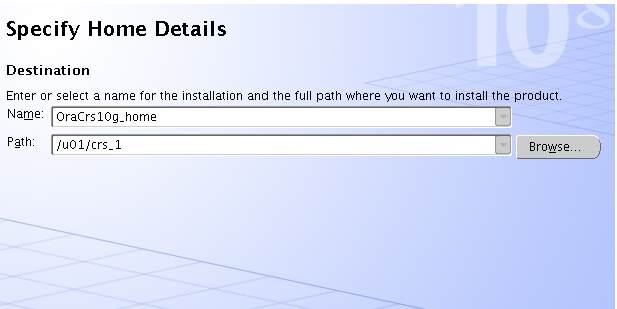 10g
Specify Home Details
Destination
Enter or select a name for the installation and the full path where you want to install the product.
Name: OraCrs10g_home
Path: /u01/crs_1 Browse...